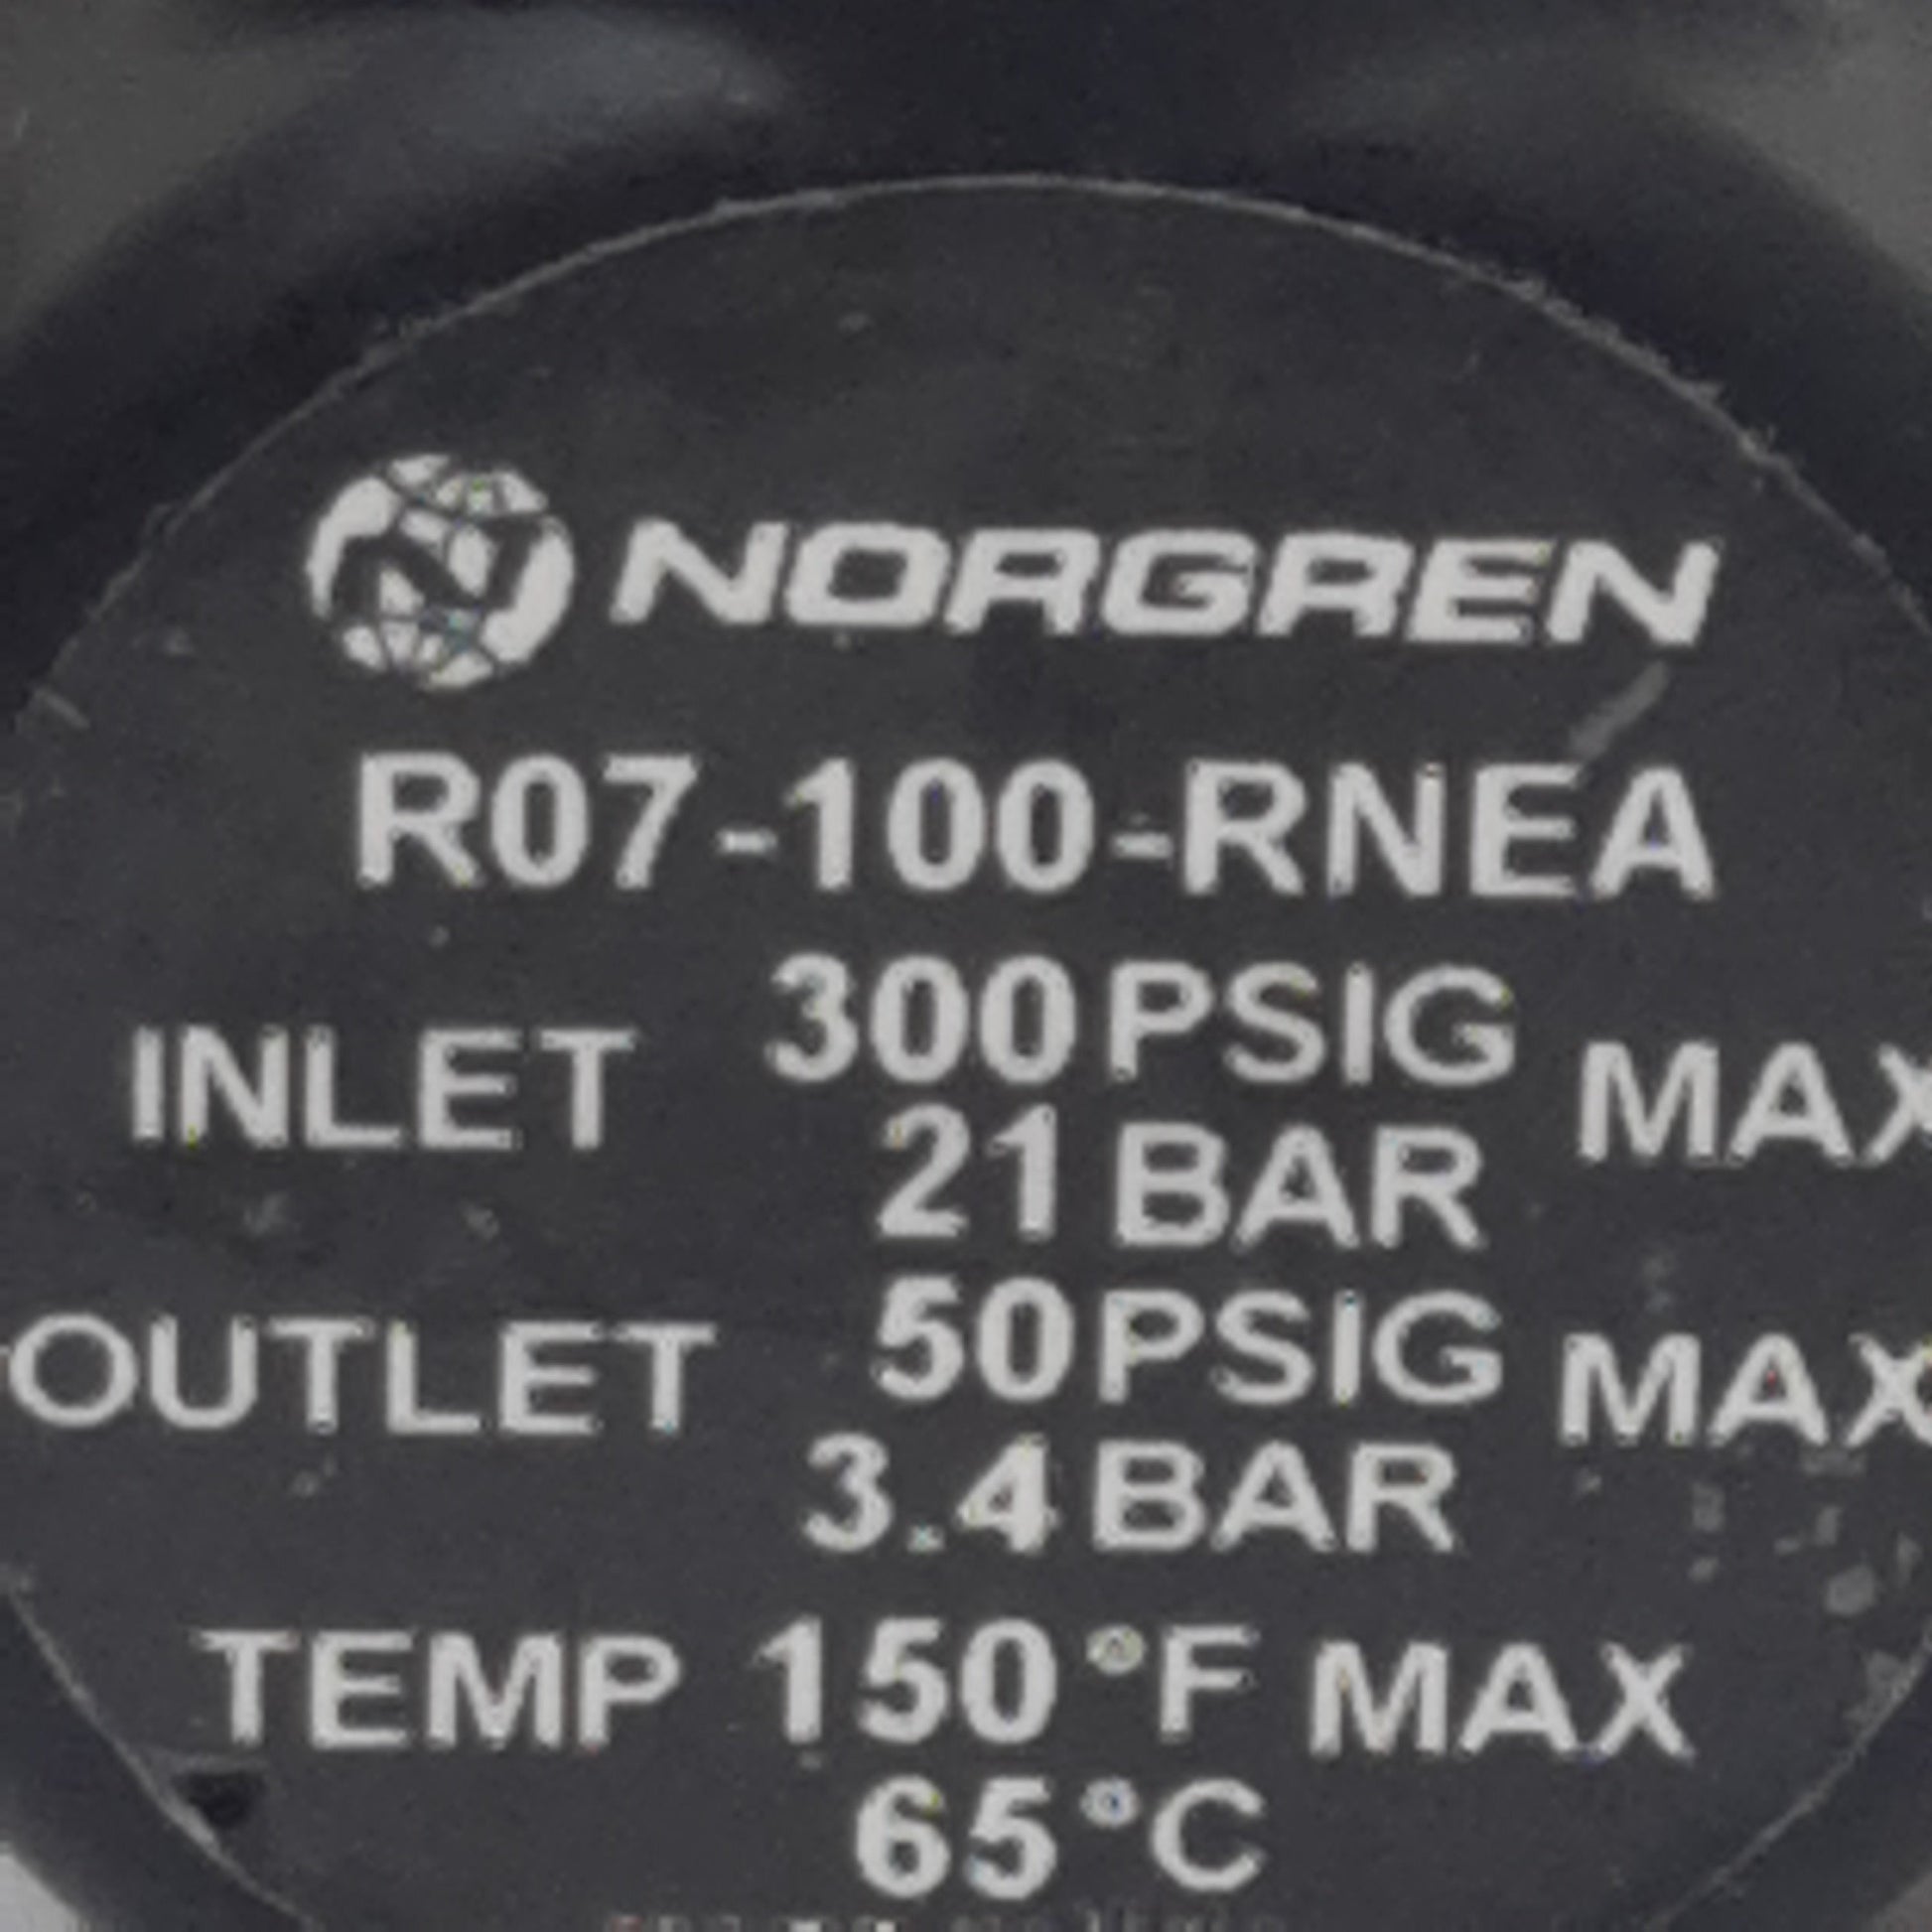 NORGREN
R07-100-RNEA
300 PSIG
INLET MAX
21 BAR
50 PSIG
OUTLET MAX
3.4 BAR
TEMP 150°F MAX
65°C